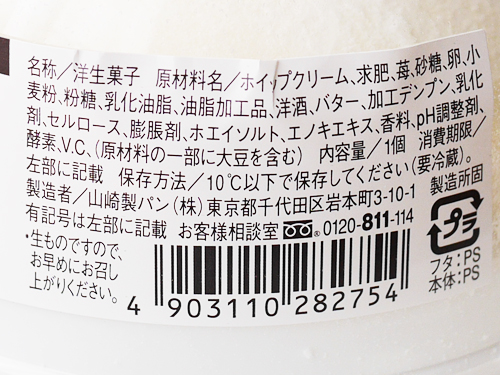 名称／洋生菓子　原材料名／ホイップクリーム、求肥、苺、砂糖、卵、小
麦粉、粉糖、乳化油脂、油脂加工品、洋酒、バター、加工デンプン、乳化
剤、セルロース、膨脹剤、ホエイソルト、エノキエキス、香料、pH調整剤、
酵素、V.C、(原材料の一部に大豆を含む)　内容量／1個　消費期限／
左部に記載　保存方法／10℃以下で保存してください(要冷蔵)。
製造者／山崎製パン(株)東京都千代田区岩本町3-10-1　製造所固
有記号は左部に記載　お客様相談室 0120-811-114
・生ものですので、
お早めにお召し
上がりください。
4 903110 282754
プラ
フタ:PS
本体:PS